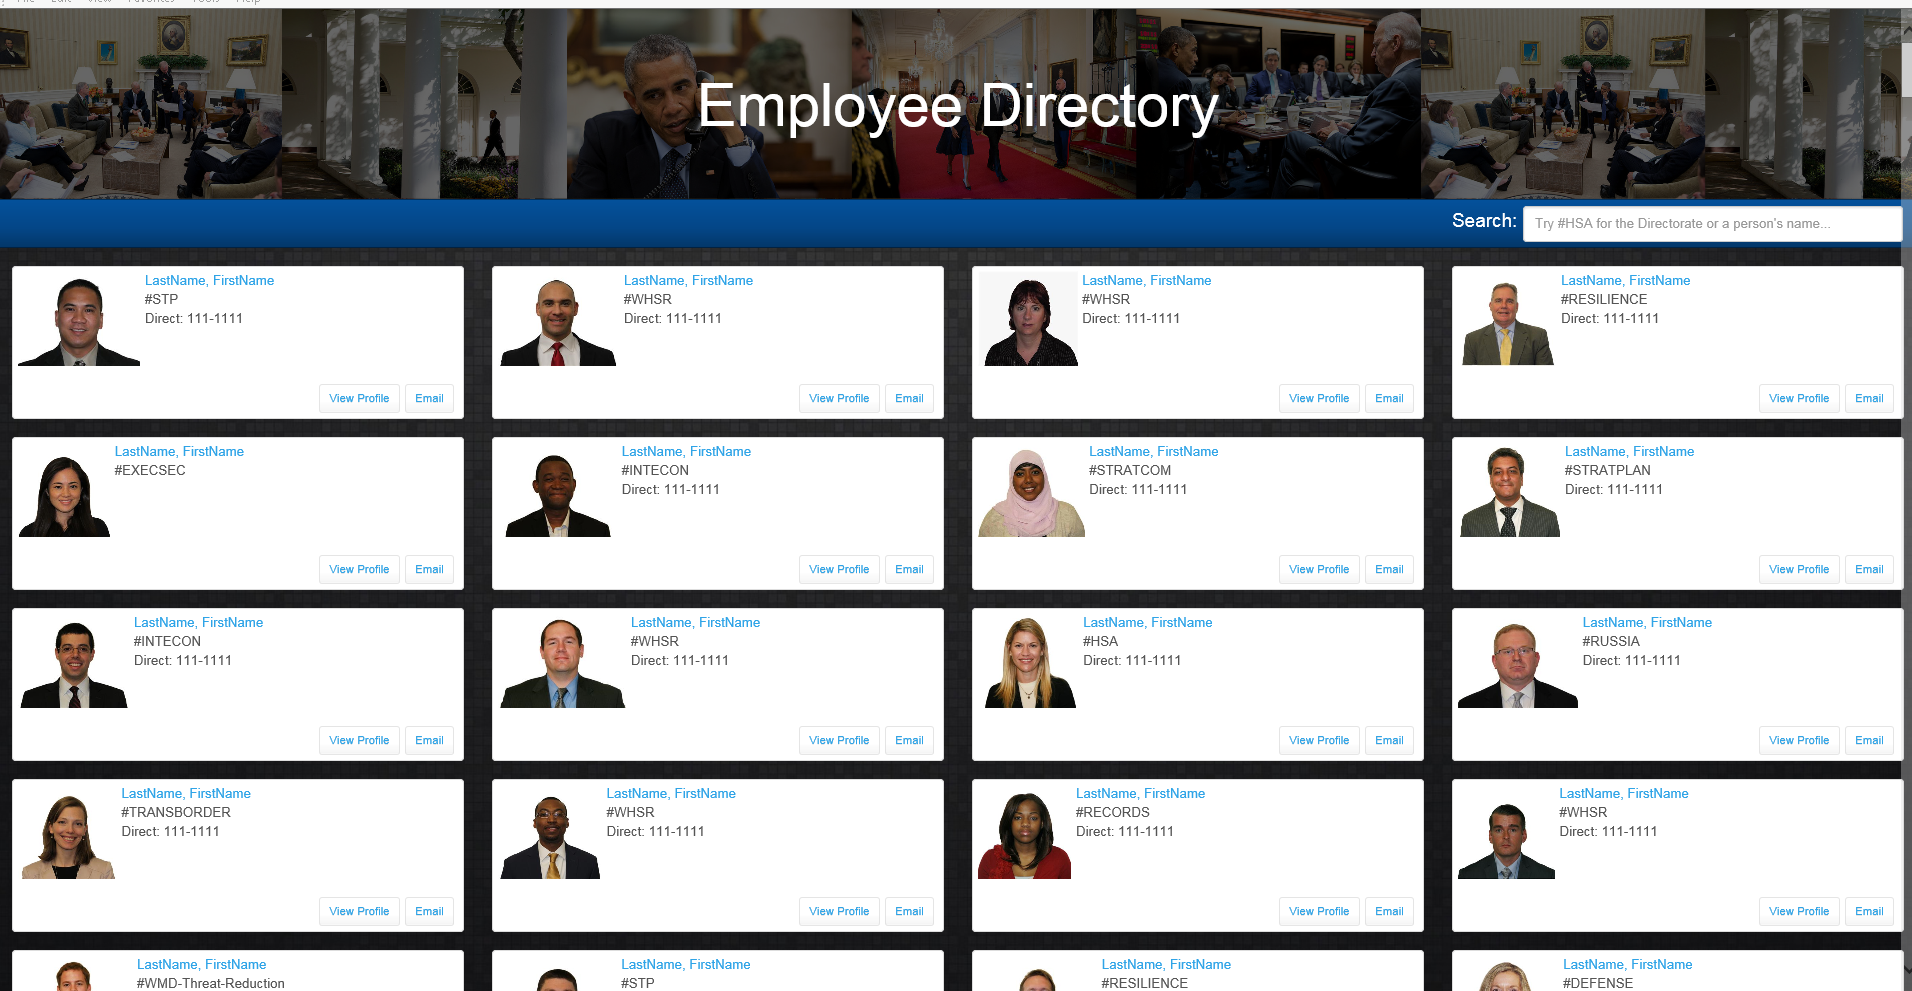 File Edit View Favorites Tools Help
Employee Directory
Search: Try #HSA for the Directorate or a person's name...
LastName, FirstName
#STP
Direct: 111-1111
View Profile Email
LastName, FirstName
#WHSR
Direct: 111-1111
View Profile Email
LastName, FirstName
#WHSR
Direct: 111-1111
View Profile Email
LastName, FirstName
#RESILIENCE
Direct: 111-1111
View Profile Email
LastName, FirstName
#EXECSEC
View Profile Email
LastName, FirstName
#INTECON
Direct: 111-1111
View Profile Email
LastName, FirstName
#STRATCOM
Direct: 111-1111
View Profile Email
LastName, FirstName
#STRATPLAN
Direct: 111-1111
View Profile Email
LastName, FirstName
#INTECON
Direct: 111-1111
View Profile Email
LastName, FirstName
#WHSR
Direct: 111-1111
View Profile Email
LastName, FirstName
#HSA
Direct: 111-1111
View Profile Email
LastName, FirstName
#RUSSIA
Direct: 111-1111
View Profile Email
LastName, FirstName
#TRANSBORDER
Direct: 111-1111
View Profile Email
LastName, FirstName
#WHSR
Direct: 111-1111
View Profile Email
LastName, FirstName
#RECORDS
Direct: 111-1111
View Profile Email
LastName, FirstName
#WHSR
Direct: 111-1111
View Profile Email
LastName, FirstName
#WMD-Threat-Reduction
LastName, FirstName
#STP
LastName, FirstName
#RESILIENCE
LastName, FirstName
#DEFENSE